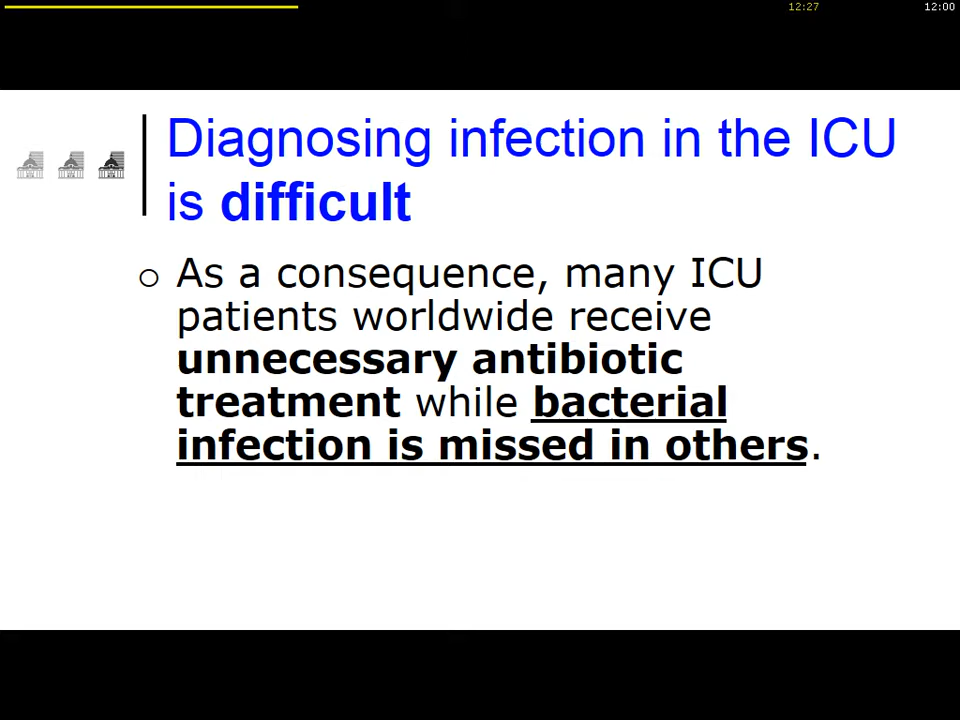 12:27
12:00
Diagnosing infection in the ICU
is difficult
As a consequence, many ICU
patients worldwide receive
unnecessary antibiotic
treatment while bacterial
infection is missed in others.